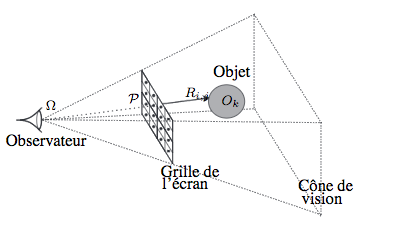 Objet
Ω
𝒫
R_{i,j}
O_k
Observateur
Grille de
l'écran
Cône de
vision